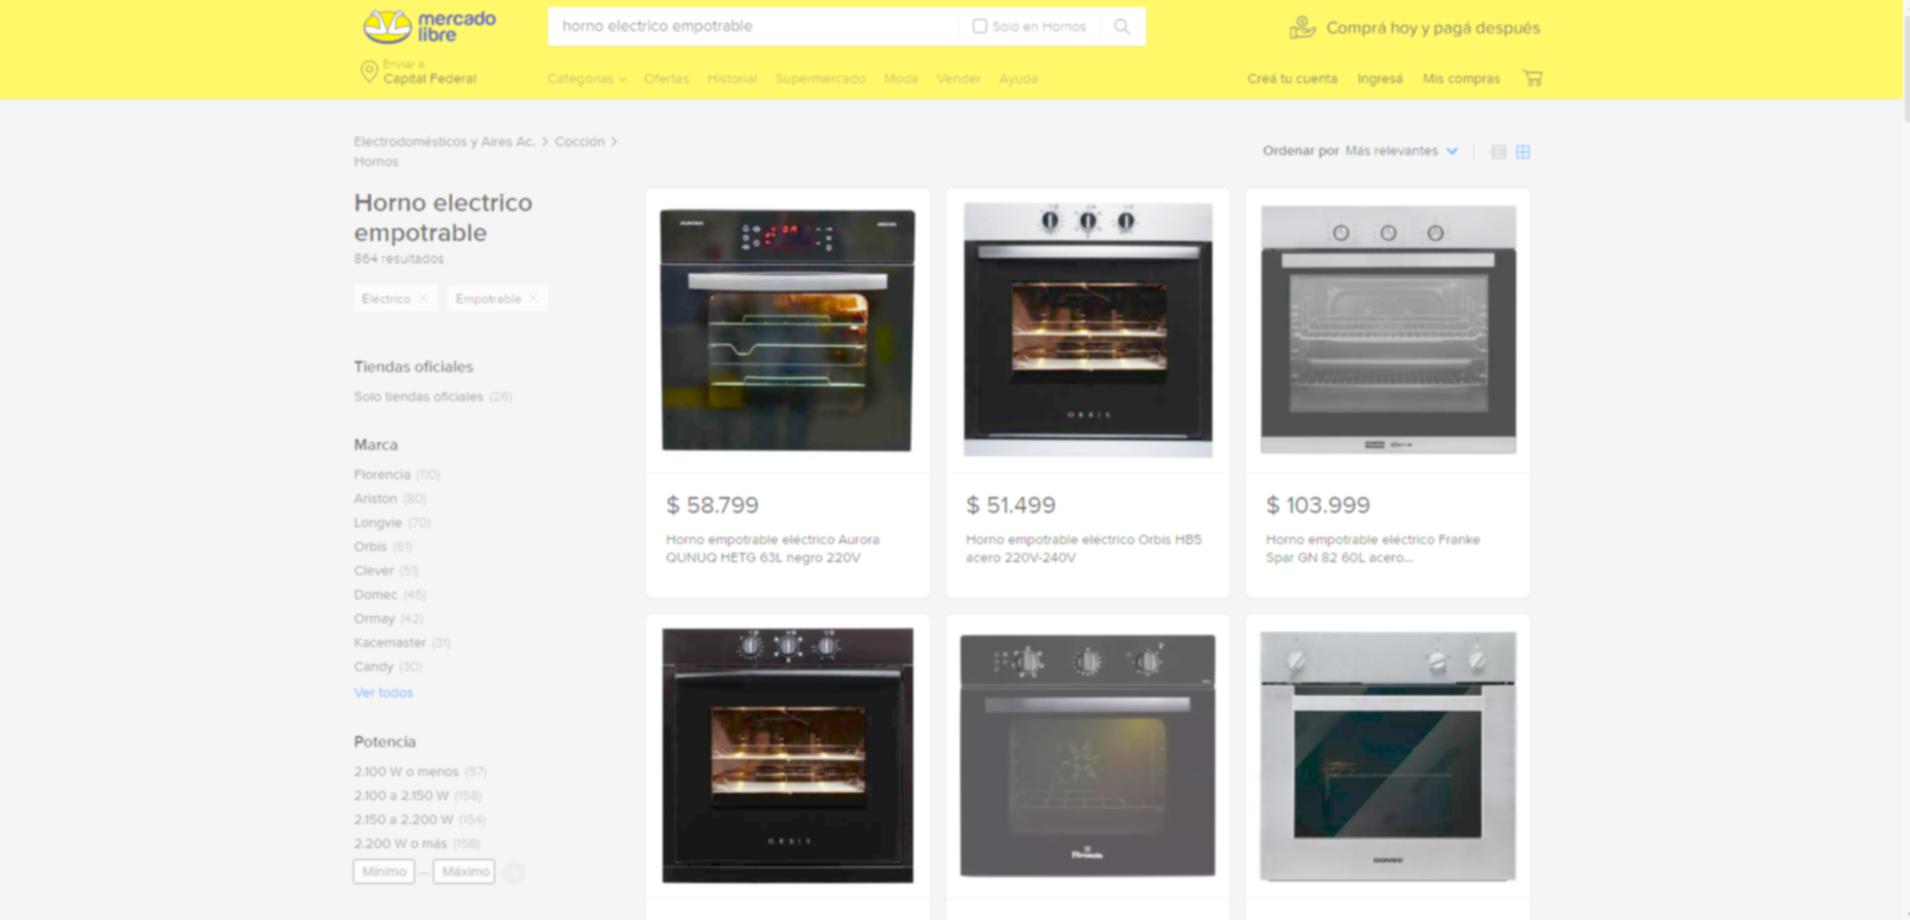 mercado
libre
horno electrico empotrable
Solo en Hornos
Comprá hoy y pagá después
Enviar a
Capital Federal
Categorías
Ofertas
Historial
Supermercado
Moda
Vender
Ayuda
Creá tu cuenta
Ingresá
Mis compras
Electrodomésticos y Aires Ac. > Cocción >
Hornos
Ordenar por Más relevantes
Horno electrico
empotrable
864 resultados
Eléctrico
Empotrable
Tiendas oficiales
Solo tiendas oficiales (26)
Marca
Florencia (110)
Ariston (80)
Longvie (70)
Orbis (61)
Clever (51)
Domec (46)
Ormay (42)
Kacemaster (31)
Candy (30)
Ver todos
Potencia
2.100 W o menos (97)
2.100 a 2.150 W (158)
2.150 a 2.200 W (154)
2.200 W o más (158)
Mínimo — Máximo
AURORA
ORBIS
$ 58.799
Horno empotrable eléctrico Aurora
QUNUQ HETG 63L negro 220V
$ 51.499
Horno empotrable eléctrico Orbis HB5
acero 220V-240V
$ 103.999
Horno empotrable eléctrico Franke
Spar GN 82 60L acero...
ORBIS
Florencia
DOMEC